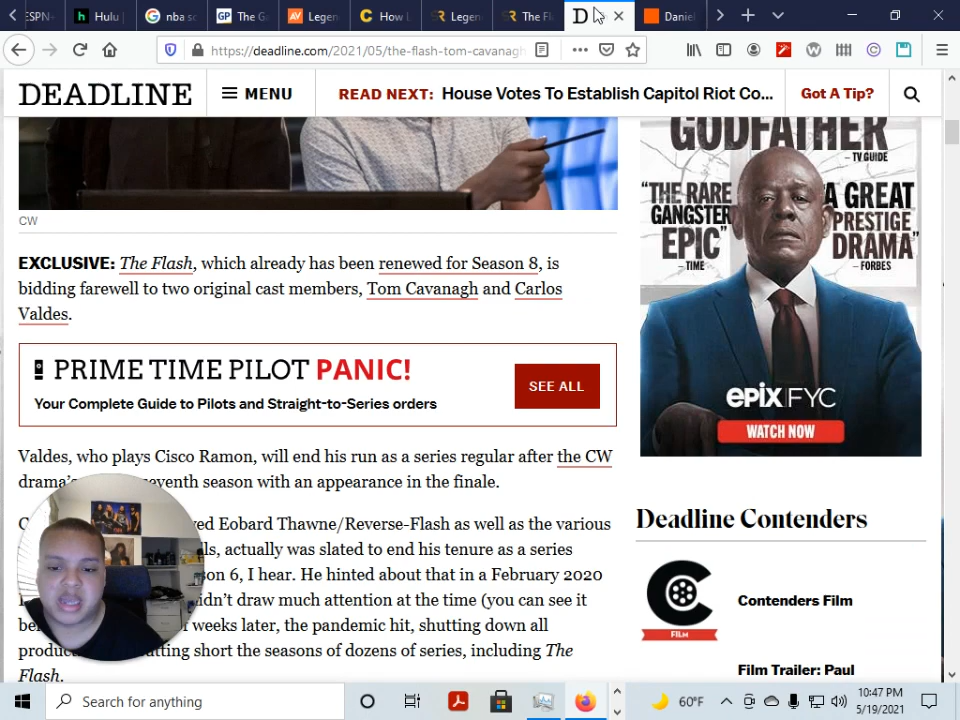 ESPN+
Hulu |
nba sc
The G
Legen
How L
Legen
The Fl
D
Daniel
https://deadline.com/2021/05/the-flash-tom-cavanagh
DEADLINE
MENU
READ NEXT: House Votes To Establish Capitol Riot Co...
Got A Tip?
CW
EXCLUSIVE: The Flash, which already has been renewed for Season 8, is
bidding farewell to two original cast members, Tom Cavanagh and Carlos
Valdes.
PRIME TIME PILOT PANIC!
Your Complete Guide to Pilots and Straight-to-Series orders
SEE ALL
Valdes, who plays Cisco Ramon, will end his run as a series regular after the CW
drama's seventh season with an appearance in the finale.
Eobard Thawne/Reverse-Flash as well as the various
actually was slated to end his tenure as a series
6, I hear. He hinted about that in a February 2020
didn't draw much attention at the time (you can see it
weeks later, the pandemic hit, shutting down all
short the seasons of dozens of series, including The
Flash.
GODFATHER
– TV GUIDE
"THE RARE
GANGSTER
EPIC"
– TIME
"A GREAT
PRESTIGE
DRAMA"
– FORBES
epix FYC
WATCH NOW
Deadline Contenders
FILM
Contenders Film
Film Trailer: Paul
Search for anything
60°F
10:47 PM
5/19/2021